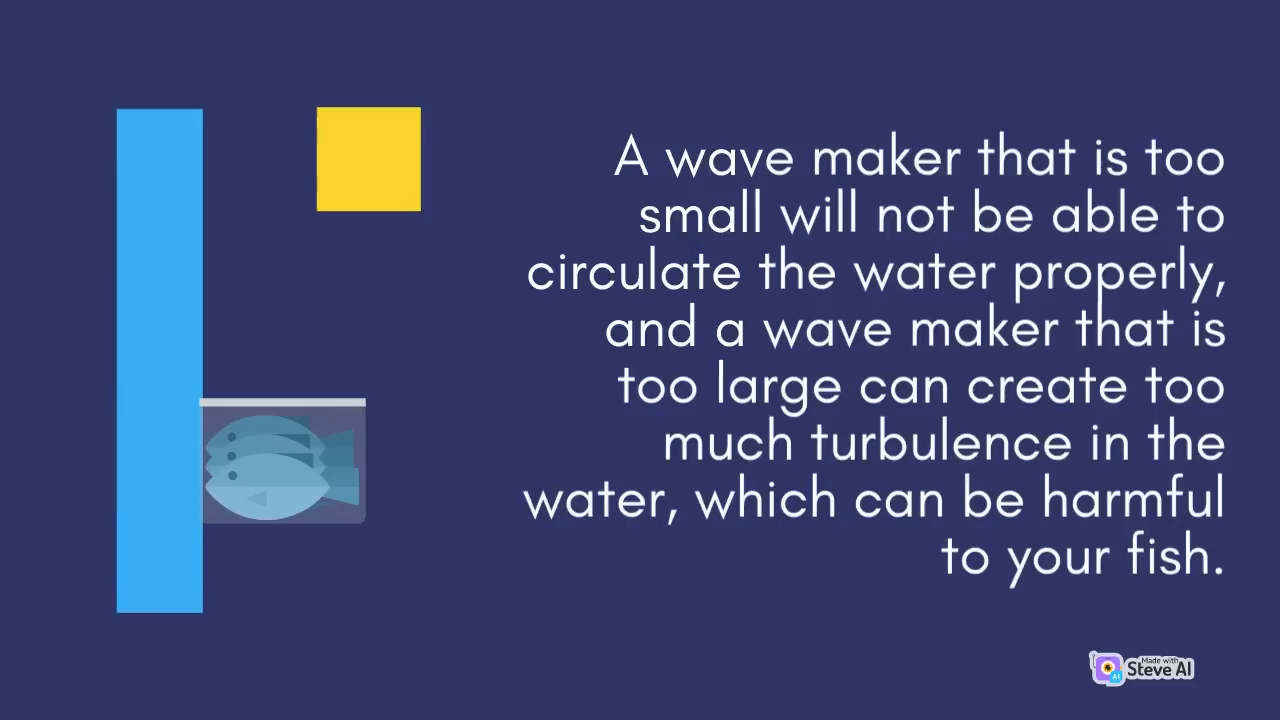 A wave maker that is too
small will not be able to
circulate the water properly,
and a wave maker that is
too large can create too
much turbulence in the
water, which can be harmful
to your fish.
Made with
Steve AI
AI